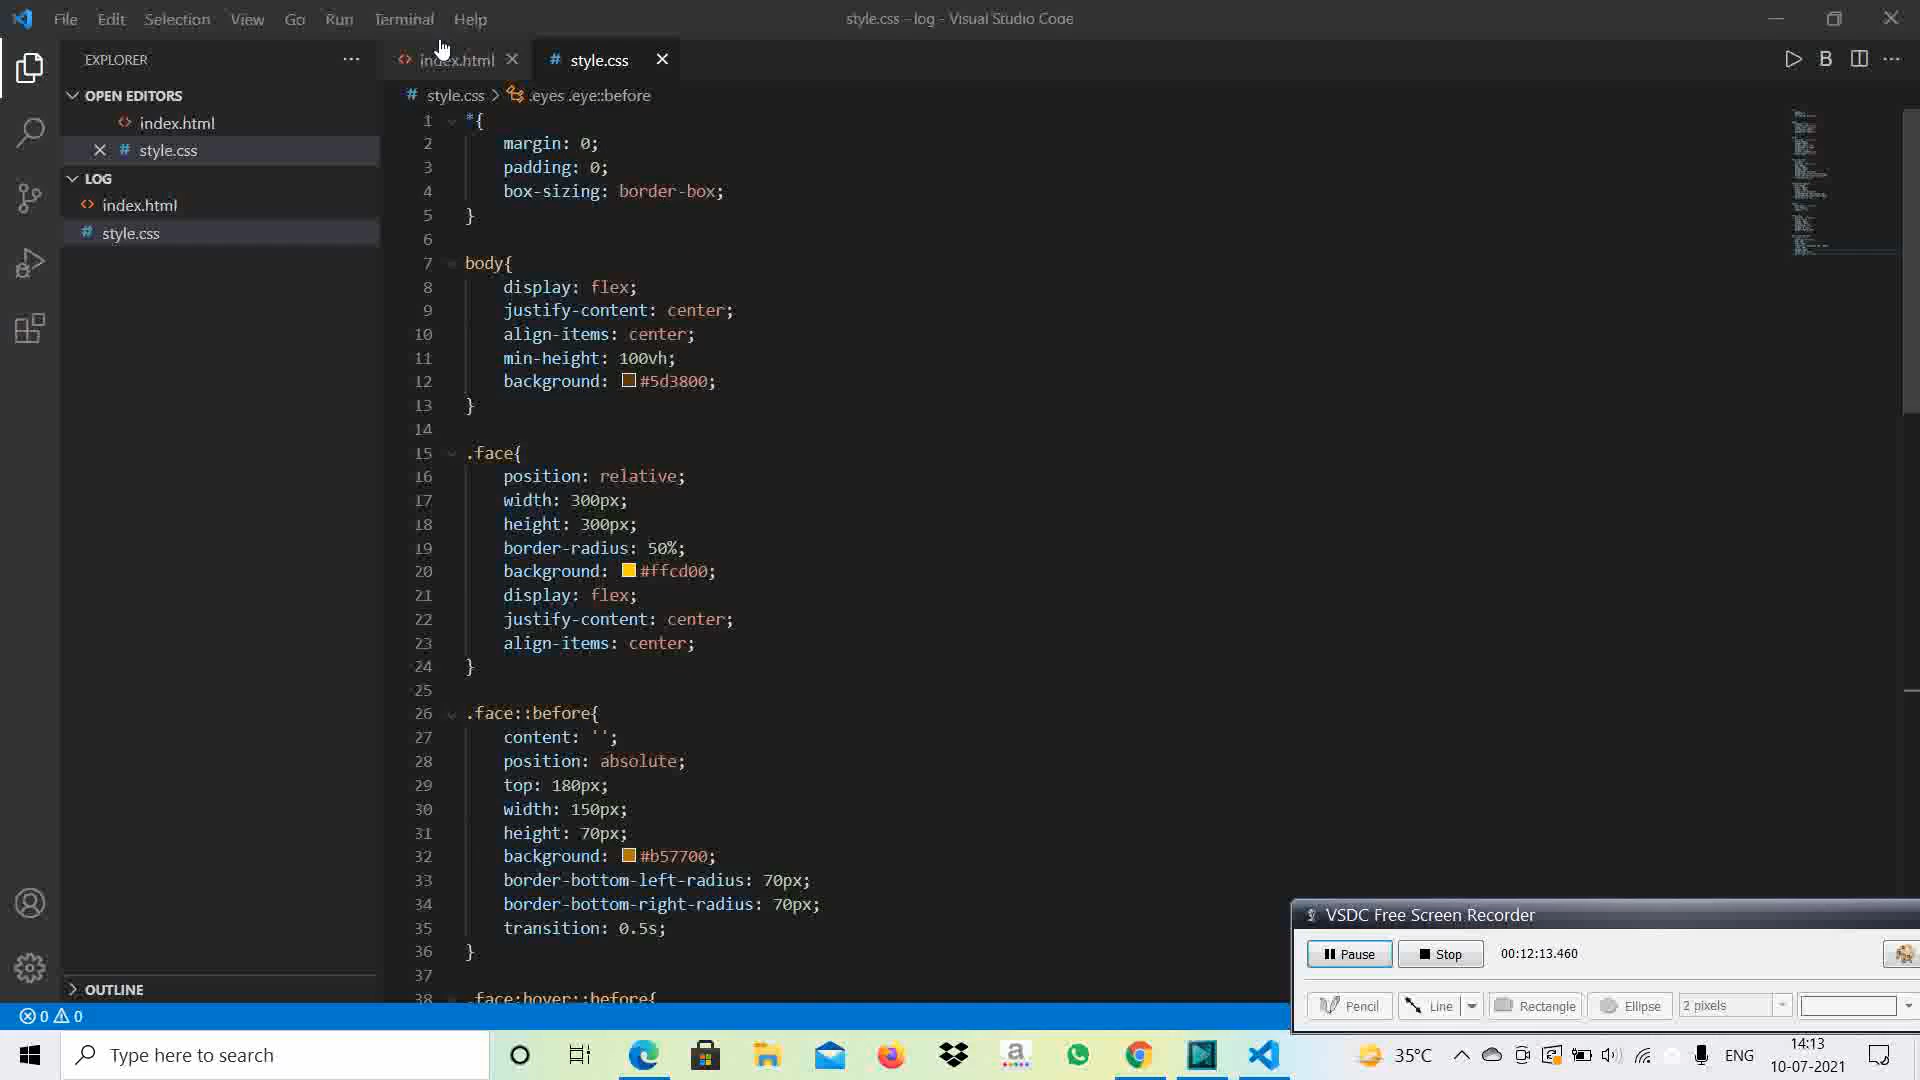 File Edit Selection View Go Run Terminal Help
style.css - log - Visual Studio Code
EXPLORER
index.html
# style.css
OPEN EDITORS
# style.css > .eyes .eye::before
index.html
# style.css
LOG
index.html
# style.css
1 *{
2 margin: 0;
3 padding: 0;
4 box-sizing: border-box;
5 }
6
7 body{
8 display: flex;
9 justify-content: center;
10 align-items: center;
11 min-height: 100vh;
12 background: #5d3800;
13 }
14
15 .face{
16 position: relative;
17 width: 300px;
18 height: 300px;
19 border-radius: 50%;
20 background: #ffcd00;
21 display: flex;
22 justify-content: center;
23 align-items: center;
24 }
25
26 .face::before{
27 content: '';
28 position: absolute;
29 top: 180px;
30 width: 150px;
31 height: 70px;
32 background: #b57700;
33 border-bottom-left-radius: 70px;
34 border-bottom-right-radius: 70px;
35 transition: 0.5s;
36 }
37
38 .face:hover::before{
OUTLINE
0 0
VSDC Free Screen Recorder
Pause Stop 00:12:13.460
Pencil Line Rectangle Ellipse 2 pixels
Type here to search
35°C
ENG
14:13
10-07-2021